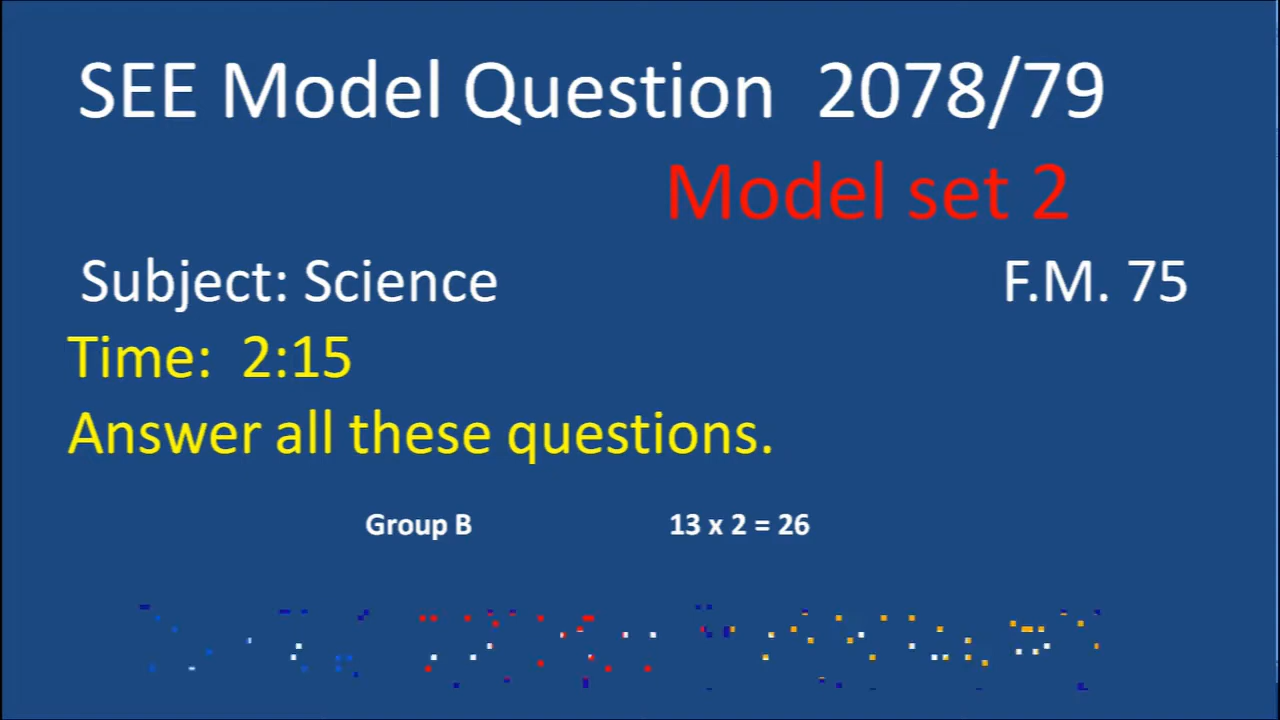 SEE Model Question 2078/79
Model set 2
Subject: Science F.M. 75
Time: 2:15
Answer all these questions.
Group B 13 x 2 = 26